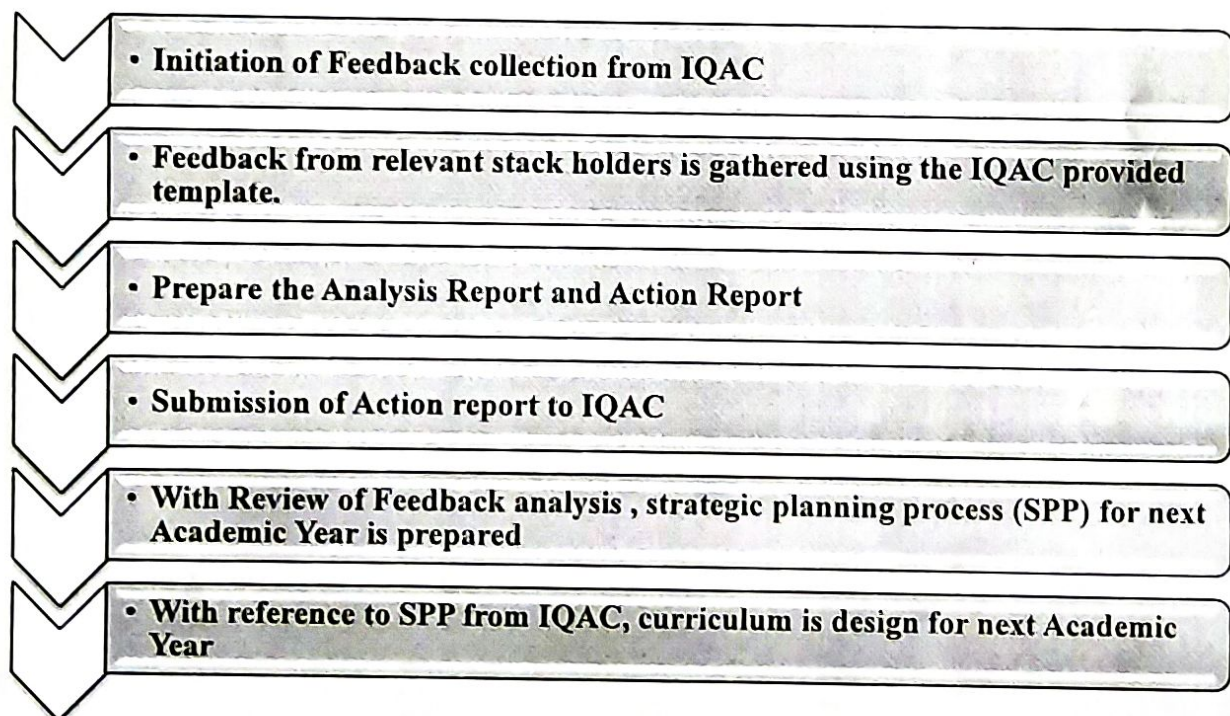 • Initiation of Feedback collection from IQAC
• Feedback from relevant stack holders is gathered using the IQAC provided
template.
• Prepare the Analysis Report and Action Report
• Submission of Action report to IQAC
• With Review of Feedback analysis , strategic planning process (SPP) for next
Academic Year is prepared
• With reference to SPP from IQAC, curriculum is design for next Academic
Year